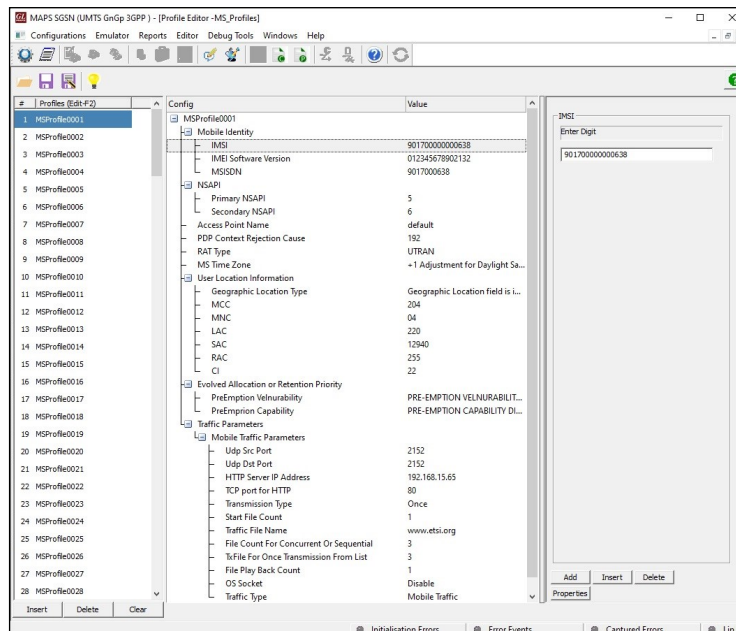 MAPS SGSN (UMTS GnGp 3GPP ) - [Profile Editor -MS_Profiles]
Configurations Emulator Reports Editor Debug Tools Windows Help
# Profiles (Edit-F2)
1 MSProfile0001
2 MSProfile0002
3 MSProfile0003
4 MSProfile0004
5 MSProfile0005
6 MSProfile0006
7 MSProfile0007
8 MSProfile0008
9 MSProfile0009
10 MSProfile0010
11 MSProfile0011
12 MSProfile0012
13 MSProfile0013
14 MSProfile0014
15 MSProfile0015
16 MSProfile0016
17 MSProfile0017
18 MSProfile0018
19 MSProfile0019
20 MSProfile0020
21 MSProfile0021
22 MSProfile0022
23 MSProfile0023
24 MSProfile0024
25 MSProfile0025
26 MSProfile0026
27 MSProfile0027
28 MSProfile0028
Insert Delete Clear
Config Value
MSProfile0001
Mobile Identity
IMSI 901700000000638
IMEI Software Version 012345678902132
MSISDN 9017000638
NSAPI
Primary NSAPI 5
Secondary NSAPI 6
Access Point Name default
PDP Context Rejection Cause 192
RAT Type UTRAN
MS Time Zone +1 Adjustment for Daylight Sa...
User Location Information
Geographic Location Type Geographic Location field is i...
MCC 204
MNC 04
LAC 220
SAC 12940
RAC 255
CI 22
Evolved Allocation or Retention Priority
PreEmption Velnurability PRE-EMPTION VELNURABILIT...
PreEmprion Capability PRE-EMPTION CAPABILITY DI...
Traffic Parameters
Mobile Traffic Parameters
Udp Src Port 2152
Udp Dst Port 2152
HTTP Server IP Address 192.168.15.65
TCP port for HTTP 80
Transmission Type Once
Start File Count 1
Traffic File Name www.etsi.org
File Count For Concurrent Or Sequential 3
TxFile For Once Transmission From List 3
File Play Back Count 1
OS Socket Disable
Traffic Type Mobile Traffic
IMSI
Enter Digit
901700000000638
Add Insert Delete
Properties
Initialisation Errors Error Events Captured Errors Lin